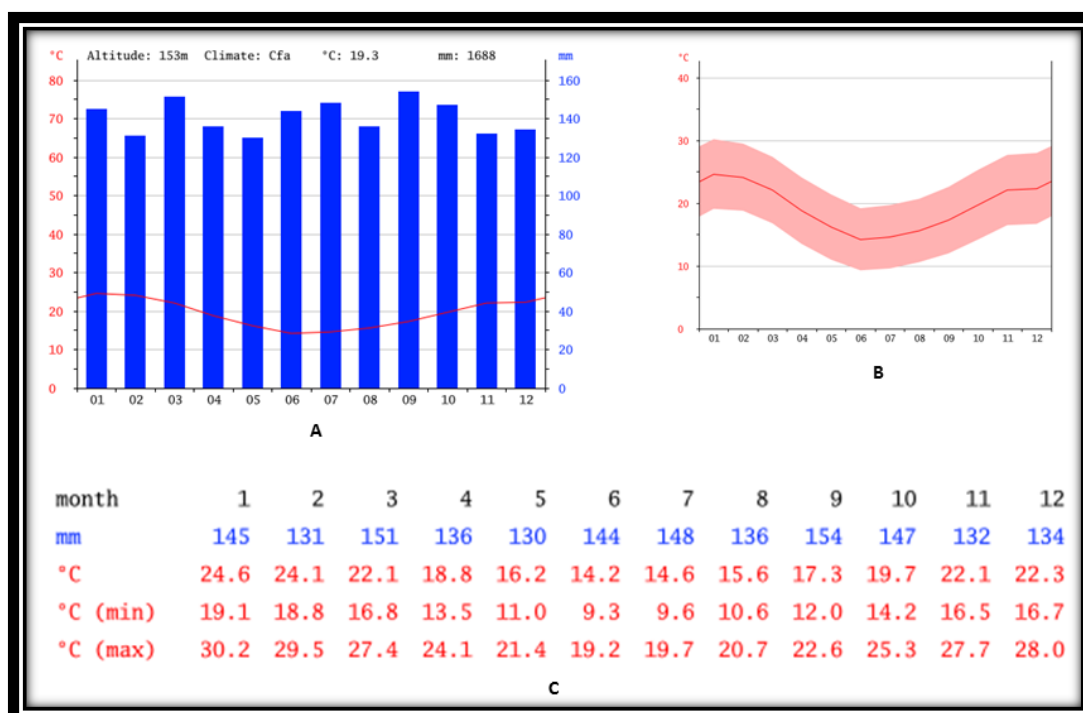 °C Altitude: 153m Climate: Cfa °C: 19.3 mm: 1688 mm
80 160
70 140
60 120
50 100
40 80
30 60
20 40
10 20
0 0
01 02 03 04 05 06 07 08 09 10 11 12
A
°C
40
30
20
10
0
01 02 03 04 05 06 07 08 09 10 11 12
B
month 1 2 3 4 5 6 7 8 9 10 11 12
mm 145 131 151 136 130 144 148 136 154 147 132 134
°C 24.6 24.1 22.1 18.8 16.2 14.2 14.6 15.6 17.3 19.7 22.1 22.3
°C (min) 19.1 18.8 16.8 13.5 11.0 9.3 9.6 10.6 12.0 14.2 16.5 16.7
°C (max) 30.2 29.5 27.4 24.1 21.4 19.2 19.7 20.7 22.6 25.3 27.7 28.0
C